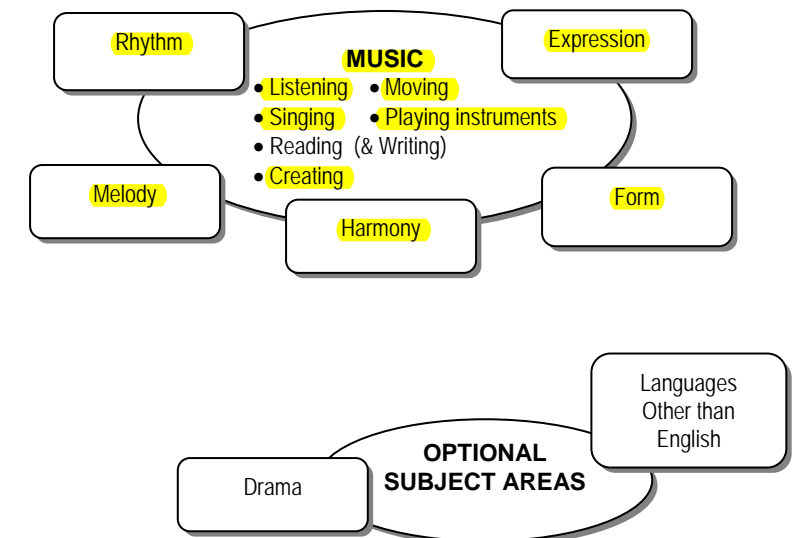 Rhythm
Expression
MUSIC
• Listening • Moving
• Singing • Playing instruments
• Reading (& Writing)
• Creating
Melody
Form
Harmony
Languages
Other than
English
OPTIONAL
SUBJECT AREAS
Drama